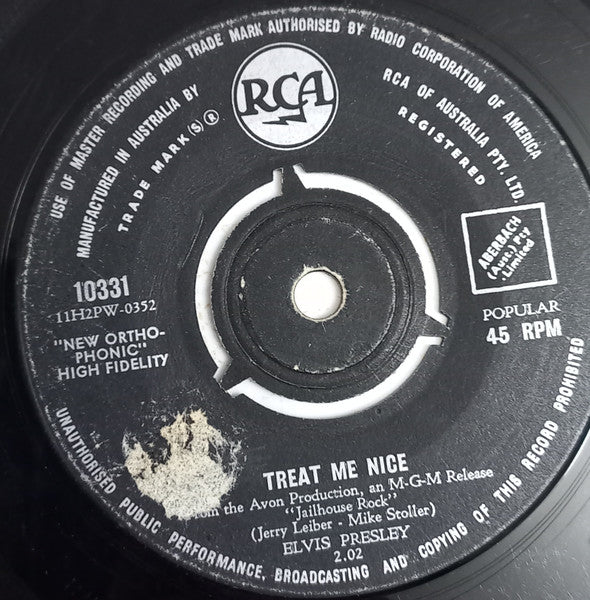 USE OF MASTER RECORDING AND TRADE MARK AUTHORISED BY RADIO CORPORATION OF AMERICA
MANUFACTURED IN AUSTRALIA BY
RCA OF AUSTRALIA PTY. LTD.
TRADE MARK(S)®
REGISTERED
RCA
ABERBACH
(Aust.) Pty
Limited
10331
11H2PW-0352
"NEW ORTHO-
PHONIC"
HIGH FIDELITY
POPULAR
45 RPM
TREAT ME NICE
the Avon Production, an M-G-M Release
"Jailhouse Rock"
(Jerry Leiber - Mike Stoller)
ELVIS PRESLEY
2.02
UNAUTHORISED PUBLIC PERFORMANCE, BROADCASTING AND COPYING OF THIS RECORD PROHIBITED